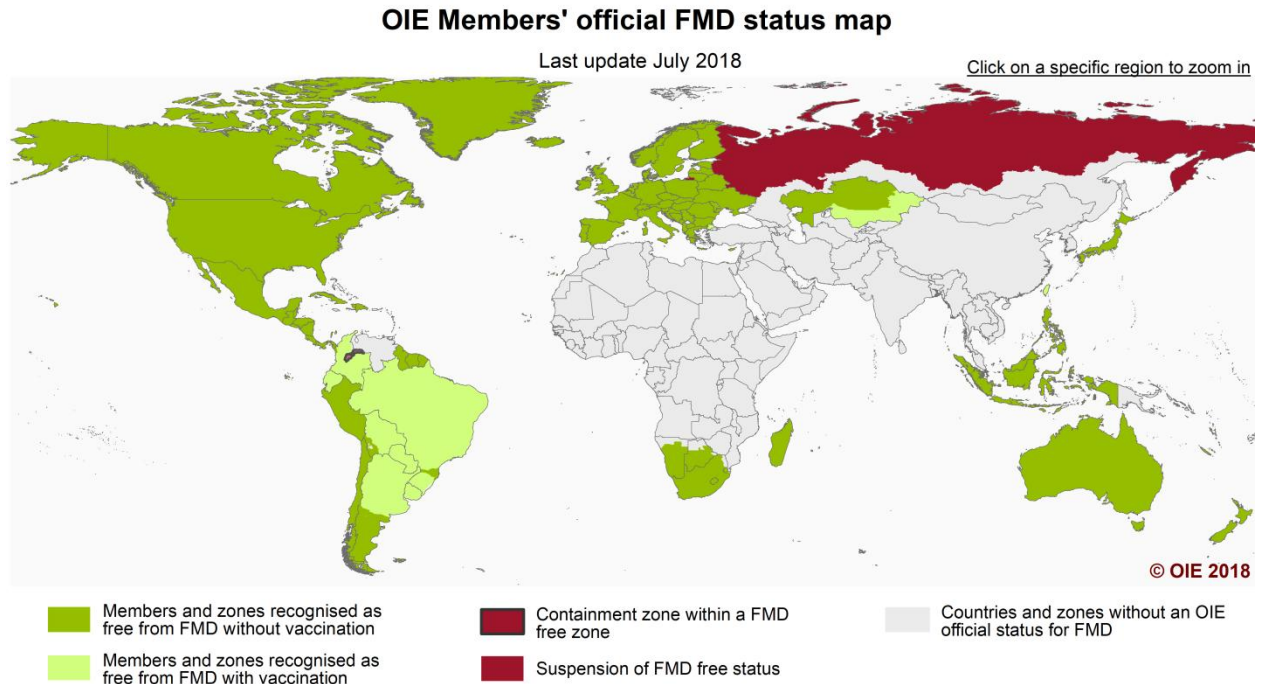 OIE Members' official FMD status map
Last update July 2018
Click on a specific region to zoom in
© OIE 2018
Members and zones recognised as
free from FMD without vaccination
Members and zones recognised as
free from FMD with vaccination
Containment zone within a FMD
free zone
Suspension of FMD free status
Countries and zones without an OIE
official status for FMD